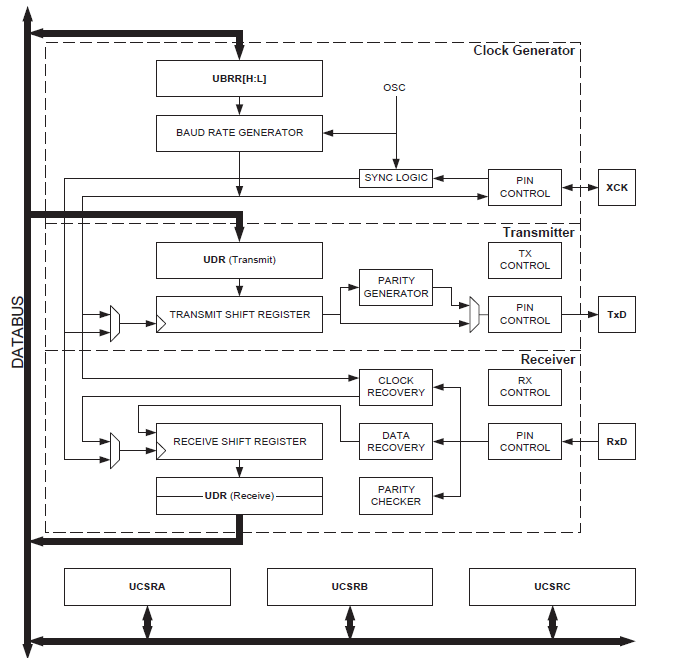 Clock Generator
UBRR[H:L]
OSC
BAUD RATE GENERATOR
SYNC LOGIC
PIN
CONTROL
XCK
Transmitter
UDR (Transmit)
TX
CONTROL
PARITY
GENERATOR
TRANSMIT SHIFT REGISTER
PIN
CONTROL
TxD
DATABUS
Receiver
CLOCK
RECOVERY
RX
CONTROL
RECEIVE SHIFT REGISTER
DATA
RECOVERY
PIN
CONTROL
RxD
UDR (Receive)
PARITY
CHECKER
UCSRA
UCSRB
UCSRC